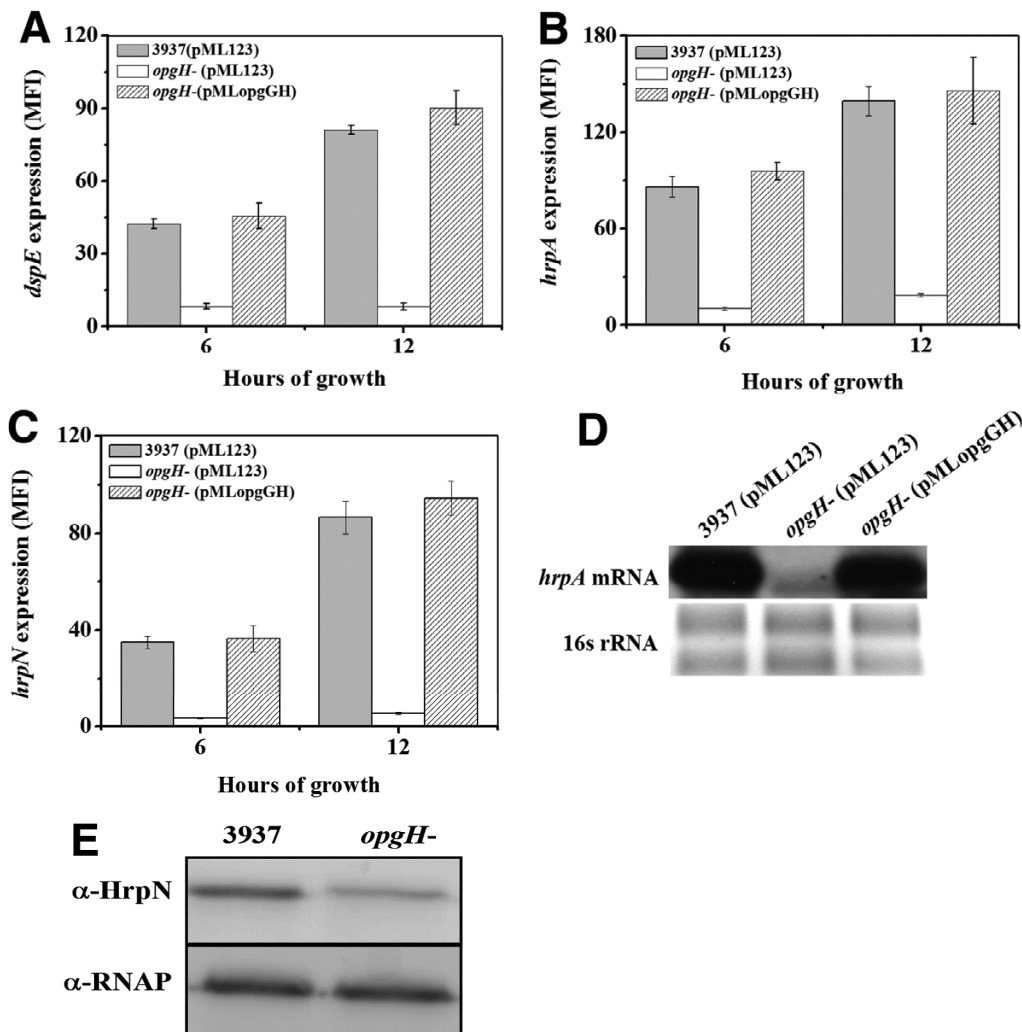 A
dspE expression (MFI)
120
90
60
30
0
3937(pML123)
opgH- (pML123)
opgH-(pMLopgGH)
6
12
Hours of growth
B
hrpA expression (MFI)
180
120
60
0
3937 (pML123)
opgH- (pML123)
opgH- (pMLopgGH)
6
12
Hours of growth
C
hrpN expression (MFI)
120
80
40
0
3937 (pML123)
opgH- (pML123)
opgH- (pMLopgGH)
6
12
Hours of growth
D
3937 (pML123)
opgH- (pML123)
opgH- (pMLopgGH)
hrpA mRNA
16s rRNA
E
3937
opgH-
α-HrpN
α-RNAP